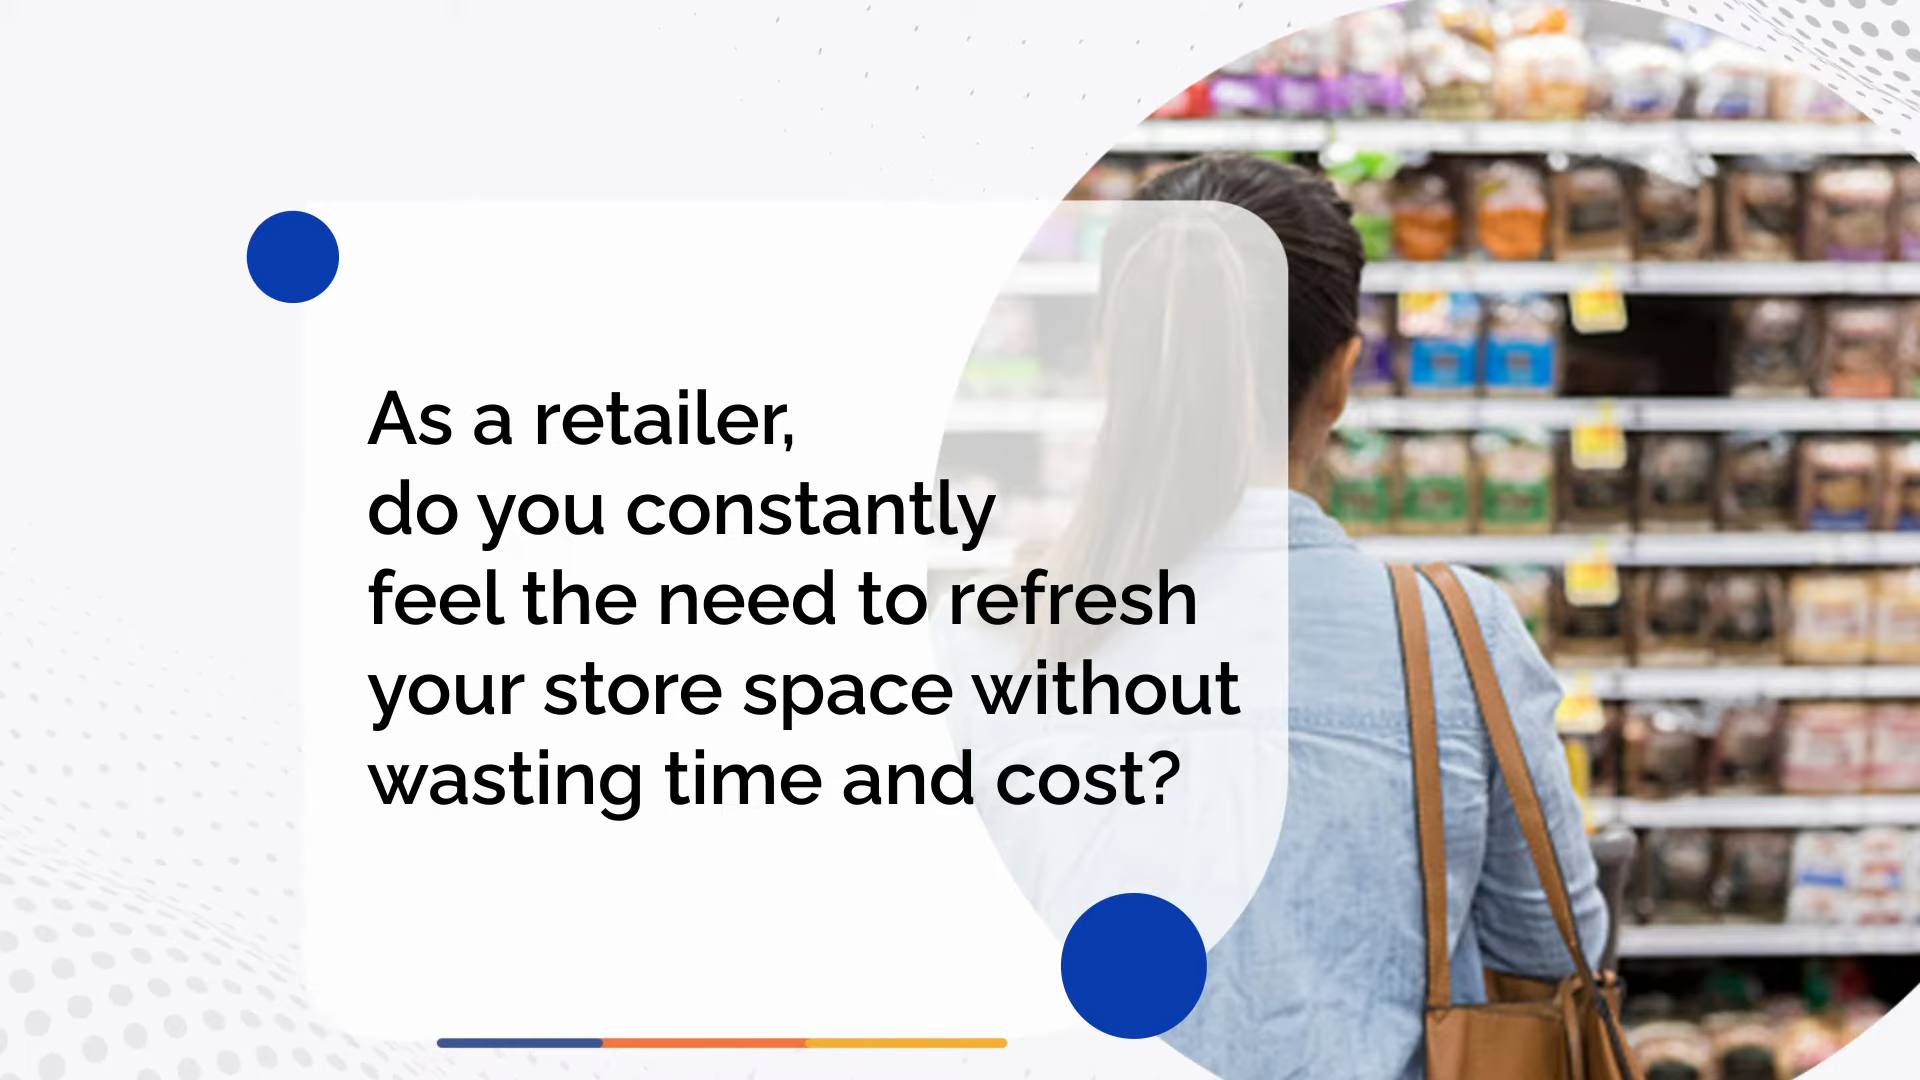 As a retailer,
do you constantly
feel the need to refresh
your store space without
wasting time and cost?